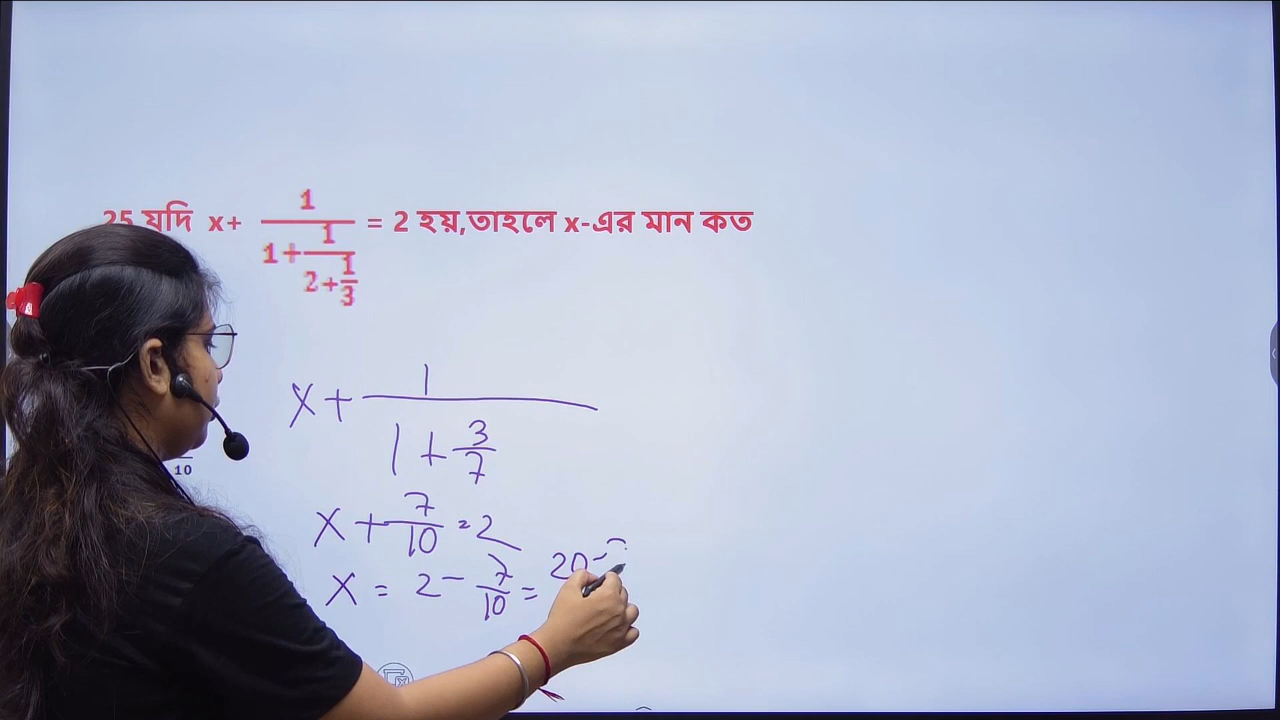 25 যদি x+ 1/(1+1/(2+1/3)) = 2 হয়,তাহলে x-এর মান কত
x + 1/(1 + 3/7)
10
x + 7/10 = 2
x = 2 - 7/10 = 20 -